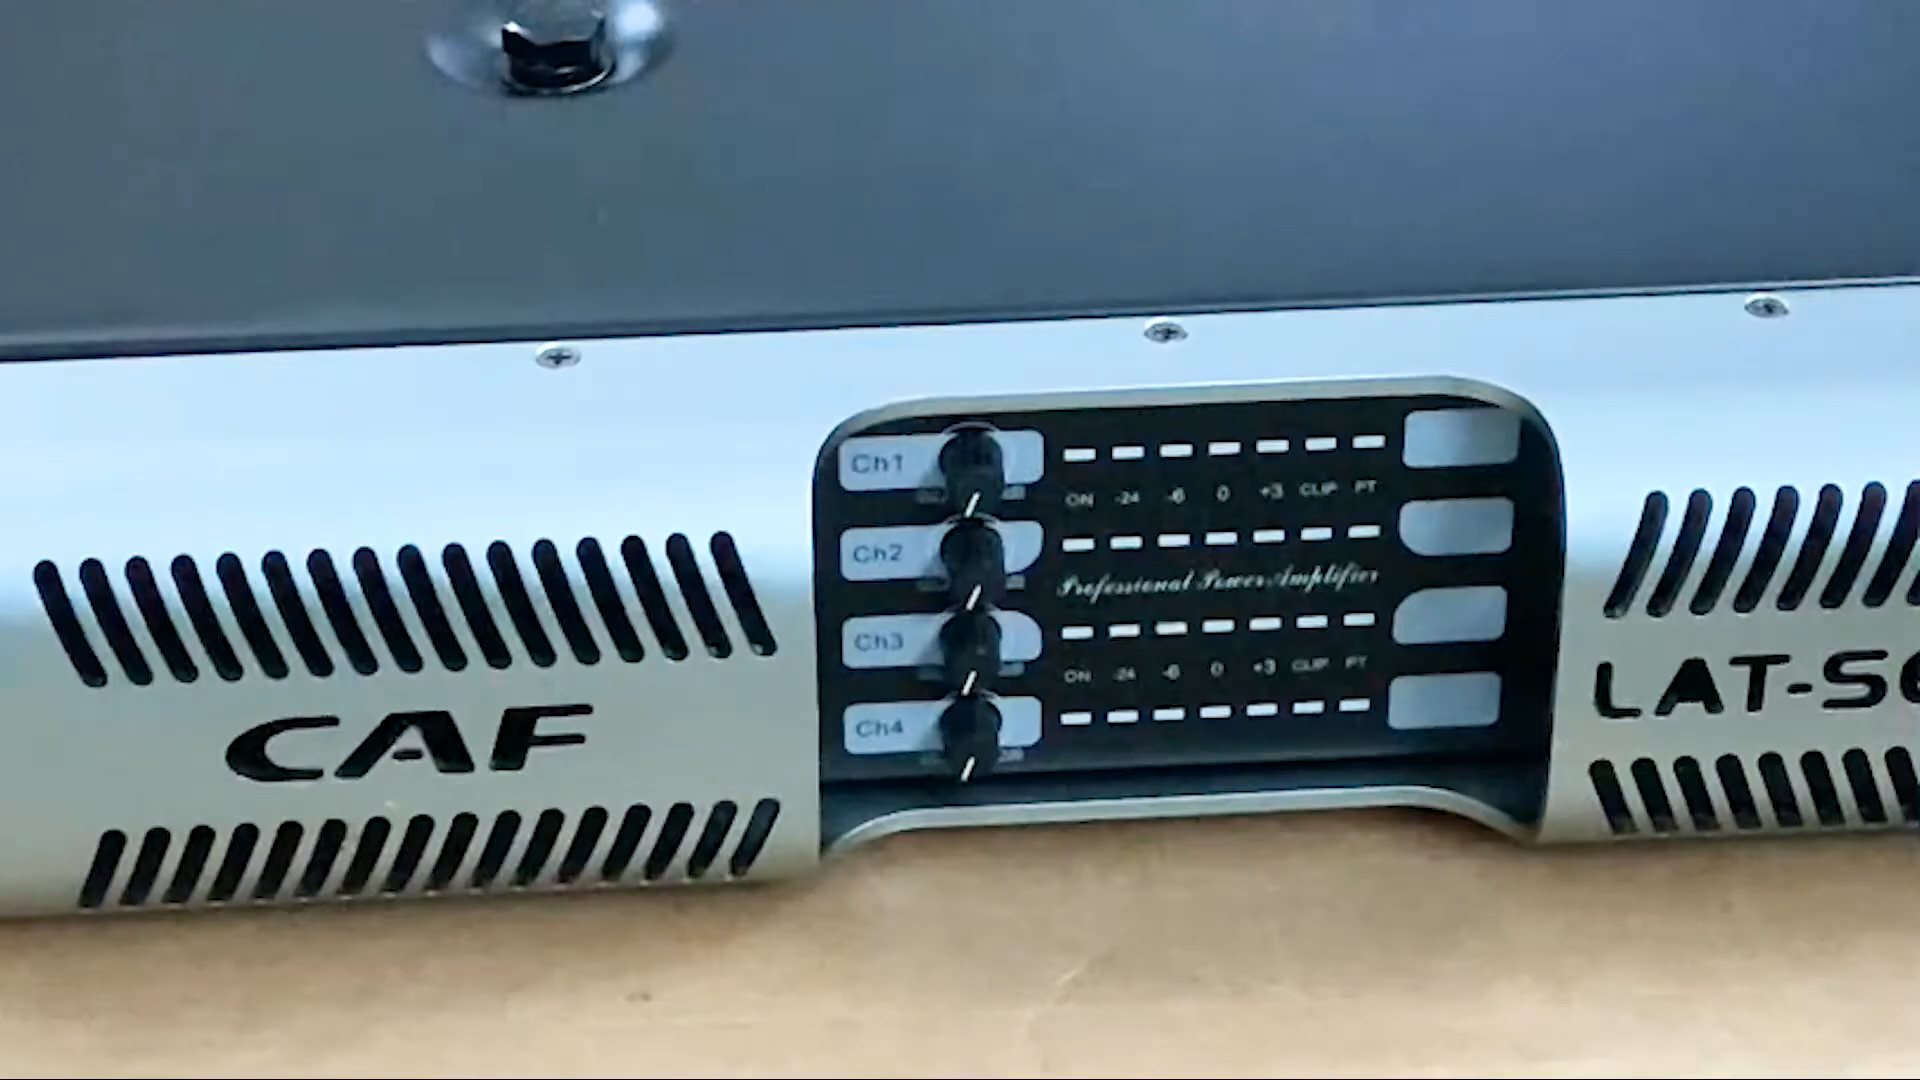 CAF
Ch1
ON -24 -6 0 +3 CLIP PT
Ch2
Professional Power Amplifier
Ch3
ON -24 -6 0 +3 CLIP PT
Ch4
LAT-S